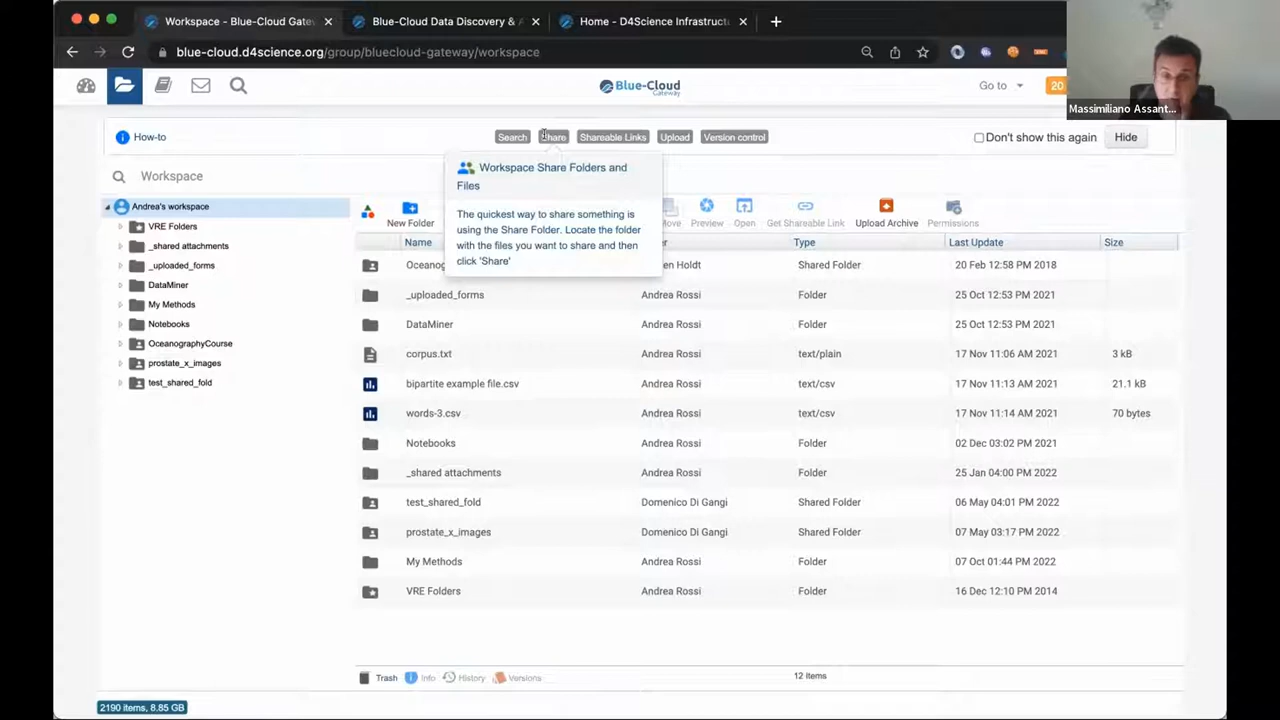 Workspace - Blue-Cloud Gatew
Blue-Cloud Data Discovery & A
Home - D4Science Infrastruct
blue-cloud.d4science.org/group/bluecloud-gateway/workspace
Blue-Cloud
Gateway
Go to
20
Massimiliano Assant...
How-to
Search
Share
Shareable Links
Upload
Version control
Don't show this again
Hide
Workspace Share Folders and
Files
The quickest way to share something is
using the Share Folder. Locate the folder
with the files you want to share and then
click 'Share'
Workspace
Andrea's workspace
VRE Folders
_shared attachments
_uploaded_forms
DataMiner
My Methods
Notebooks
OceanographyCourse
prostate_x_images
test_shared_fold
New Folder
Move
Preview
Open
Get Shareable Link
Upload Archive
Permissions
Name
Type
Last Update
Size
Shared Folder 20 Feb 12:58 PM 2018
_uploaded_forms Andrea Rossi Folder 25 Oct 12:53 PM 2021
DataMiner Andrea Rossi Folder 25 Oct 12:53 PM 2021
corpus.txt Andrea Rossi text/plain 17 Nov 11:06 AM 2021 3 kB
bipartite example file.csv Andrea Rossi text/csv 17 Nov 11:13 AM 2021 21.1 kB
words-3.csv Andrea Rossi text/csv 17 Nov 11:14 AM 2021 70 bytes
Notebooks Andrea Rossi Folder 02 Dec 03:02 PM 2021
_shared attachments Andrea Rossi Folder 25 Jan 04:00 PM 2022
test_shared_fold Domenico Di Gangi Shared Folder 06 May 04:01 PM 2022
prostate_x_images Domenico Di Gangi Shared Folder 07 May 03:17 PM 2022
My Methods Andrea Rossi Folder 07 Oct 01:44 PM 2022
VRE Folders Andrea Rossi Folder 16 Dec 12:10 PM 2014
Trash
Info
History
Versions
12 items
2190 items, 8.85 GB